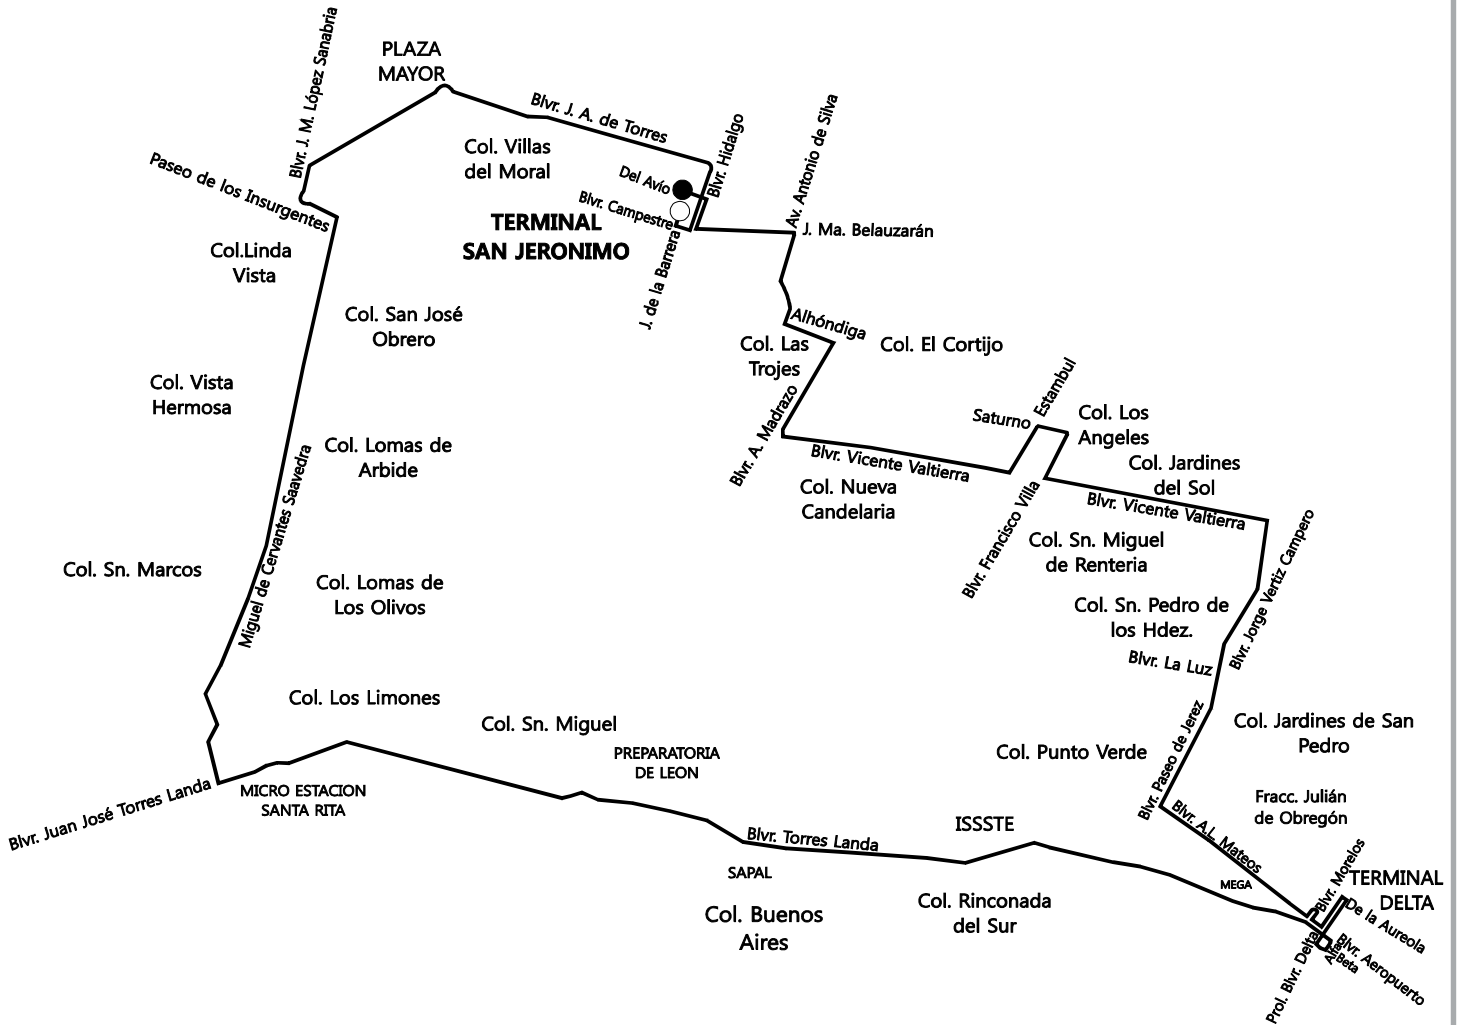 Blvr. J. M. López Sanabria
PLAZA
MAYOR
Blvr. J. A. de Torres
Blvr. Hidalgo
Av. Antonio de Silva
Paseo de los Insurgentes
Col. Villas
del Moral
Del Avío
Blvr. Campestre
TERMINAL
SAN JERONIMO
J. de la Barrera
J. Ma. Belauzarán
Col.Linda
Vista
Col. San José
Obrero
Alhóndiga
Col. Las
Trojes
Col. El Cortijo
Col. Vista
Hermosa
Blvr. A. Madrazo
Saturno
Estambul
Col. Los
Angeles
Col. Lomas de
Arbide
Blvr. Vicente Valtierra
Col. Jardines
del Sol
Col. Nueva
Candelaria
Blvr. Francisco Villa
Blvr. Vicente Valtierra
Miguel de Cervantes Saavedra
Col. Sn. Marcos
Col. Sn. Miguel
de Renteria
Blvr. Jorge Vertiz Campero
Col. Lomas de
Los Olivos
Col. Sn. Pedro de
los Hdez.
Blvr. La Luz
Col. Los Limones
Col. Sn. Miguel
PREPARATORIA
DE LEON
Col. Punto Verde
Blvr. Paseo de Jerez
Col. Jardines de San
Pedro
Blvr. Juan José Torres Landa
MICRO ESTACION
SANTA RITA
Fracc. Julián
de Obregón
Blvr. A.L. Mateos
Blvr. Torres Landa
ISSSTE
SAPAL
MEGA
Blvr. Morelos
TERMINAL
DELTA
Col. Buenos
Aires
Col. Rinconada
del Sur
De la Aureola
Prol. Blvr. Delta
Beta
Blvr. Aeropuerto